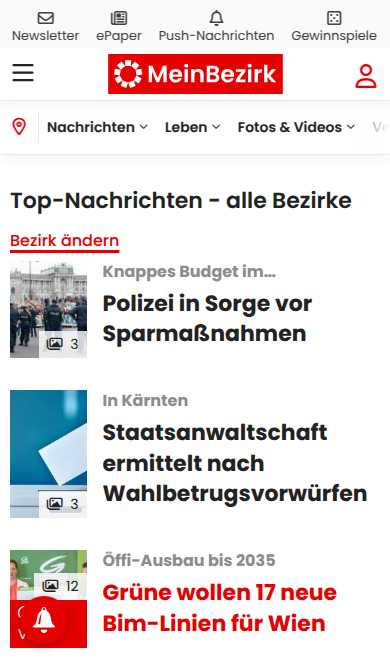 Newsletter ePaper Push-Nachrichten Gewinnspiele
MeinBezirk
Nachrichten Leben Fotos & Videos
Top-Nachrichten - alle Bezirke
Bezirk ändern
Knappes Budget im...
Polizei in Sorge vor
Sparmaßnahmen
3
In Kärnten
Staatsanwaltschaft
ermittelt nach
Wahlbetrugsvorwürfen
3
Öffi-Ausbau bis 2035
Grüne wollen 17 neue
Bim-Linien für Wien
12